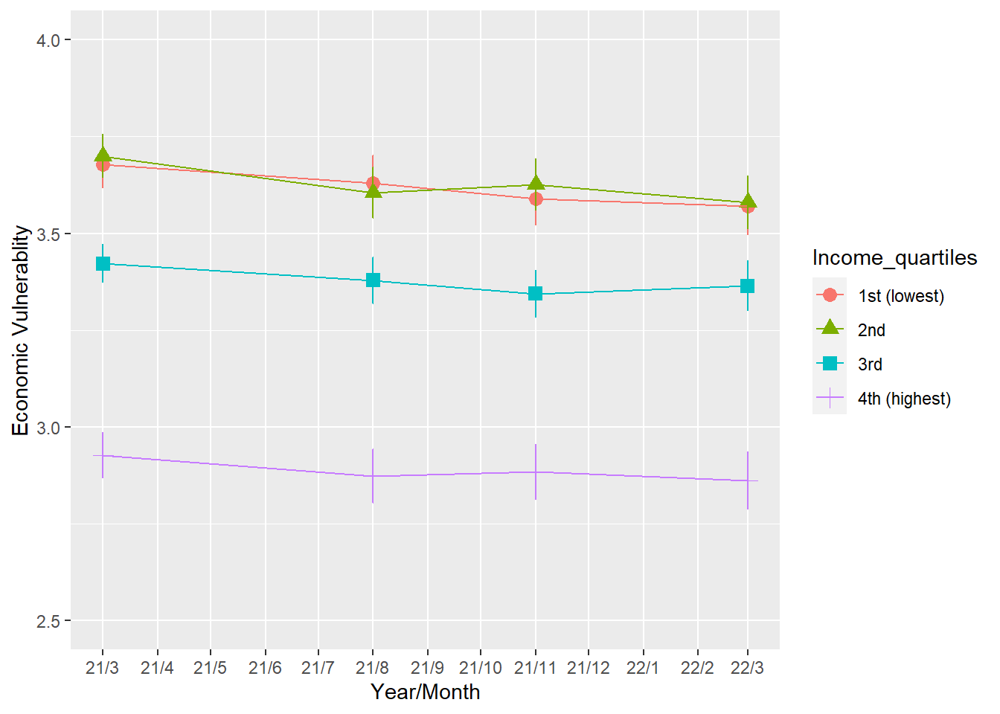 4.0
3.5
3.0
2.5
Economic Vulnerablity
21/3 21/4 21/5 21/6 21/7 21/8 21/9 21/10 21/11 21/12 22/1 22/2 22/3
Year/Month
Income_quartiles
1st (lowest)
2nd
3rd
4th (highest)